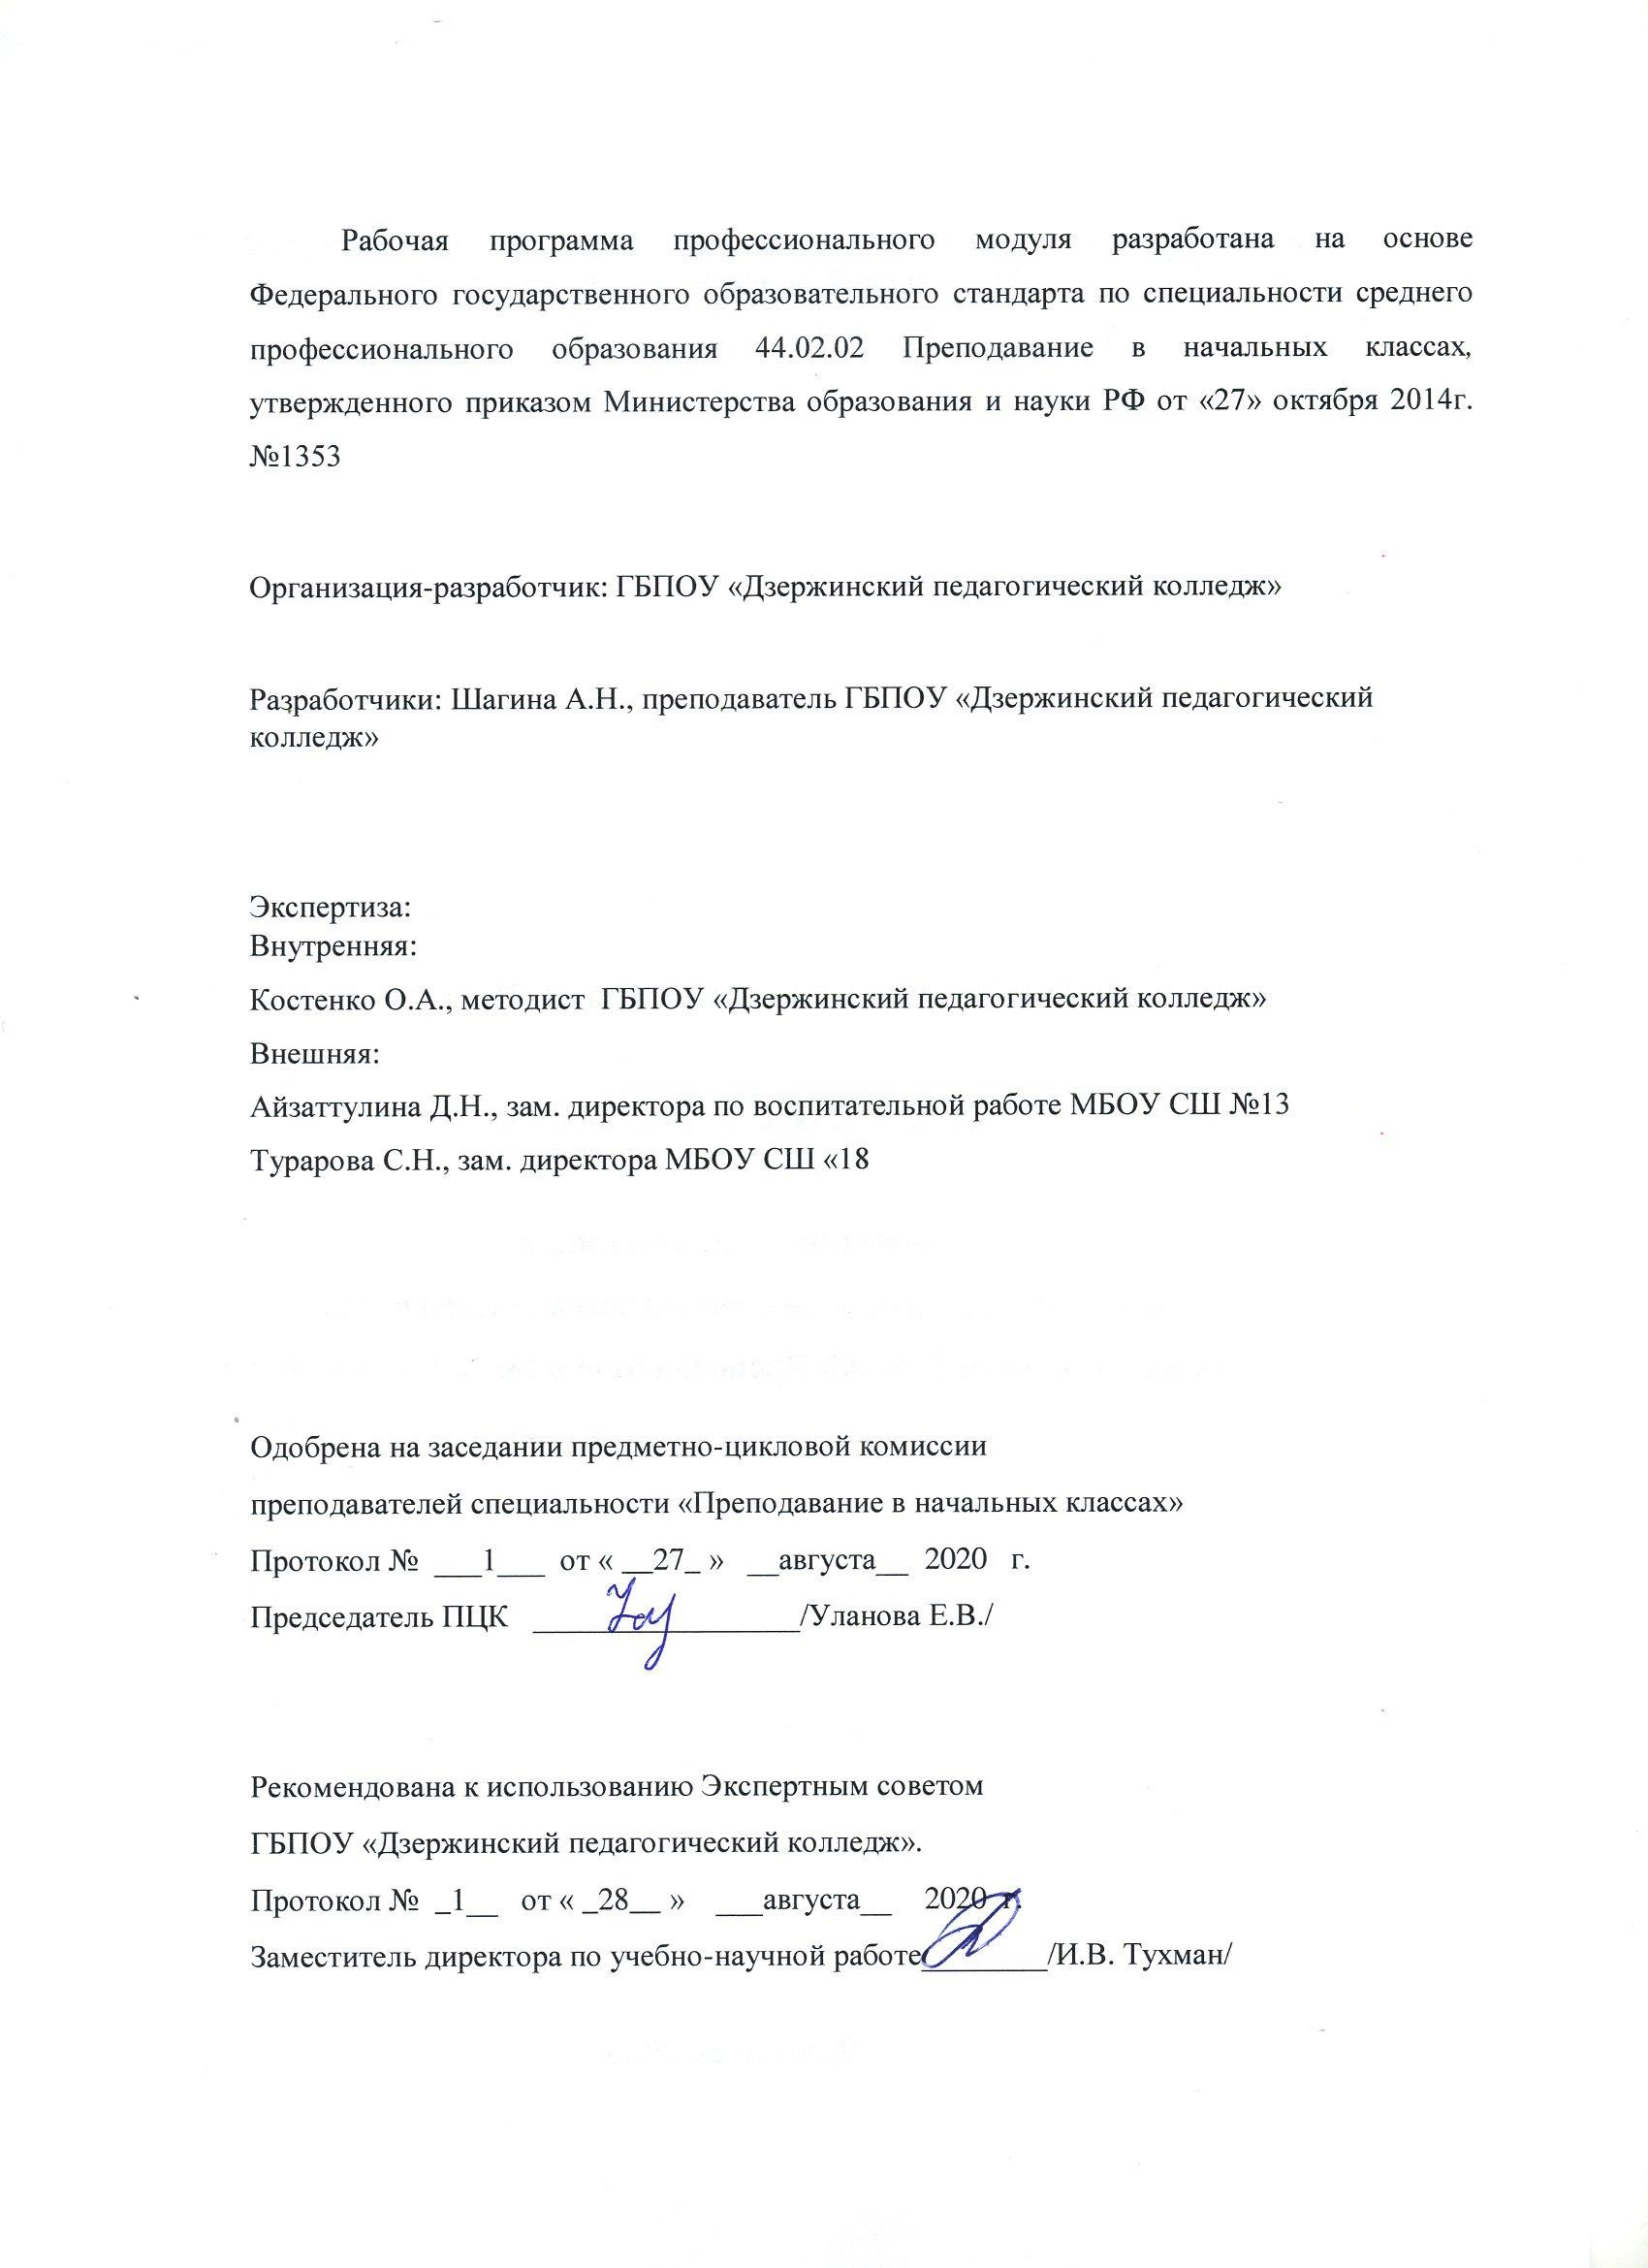 Рабочая программа профессионального модуля разработана на основе
Федерального государственного образовательного стандарта по специальности среднего
профессионального образования 44.02.02 Преподавание в начальных классах,
утвержденного приказом Министерства образования и науки РФ от «27» октября 2014г.
№1353
Организация-разработчик: ГБПОУ «Дзержинский педагогический колледж»
Разработчики: Шагина А.Н., преподаватель ГБПОУ «Дзержинский педагогический
колледж»
Экспертиза:
Внутренняя:
Костенко О.А., методист ГБПОУ «Дзержинский педагогический колледж»
Внешняя:
Айзаттулина Д.Н., зам. директора по воспитательной работе МБОУ СШ №13
Турарова С.Н., зам. директора МБОУ СШ «18
Одобрена на заседании предметно-цикловой комиссии
преподавателей специальности «Преподавание в начальных классах»
Протокол № ___1___ от « __27_ » __августа__ 2020 г.
Председатель ПЦК _________________/Уланова Е.В./
Рекомендована к использованию Экспертным советом
ГБПОУ «Дзержинский педагогический колледж».
Протокол № _1__ от « _28__ » ___августа__ 2020 г.
Заместитель директора по учебно-научной работе________/И.В. Тухман/